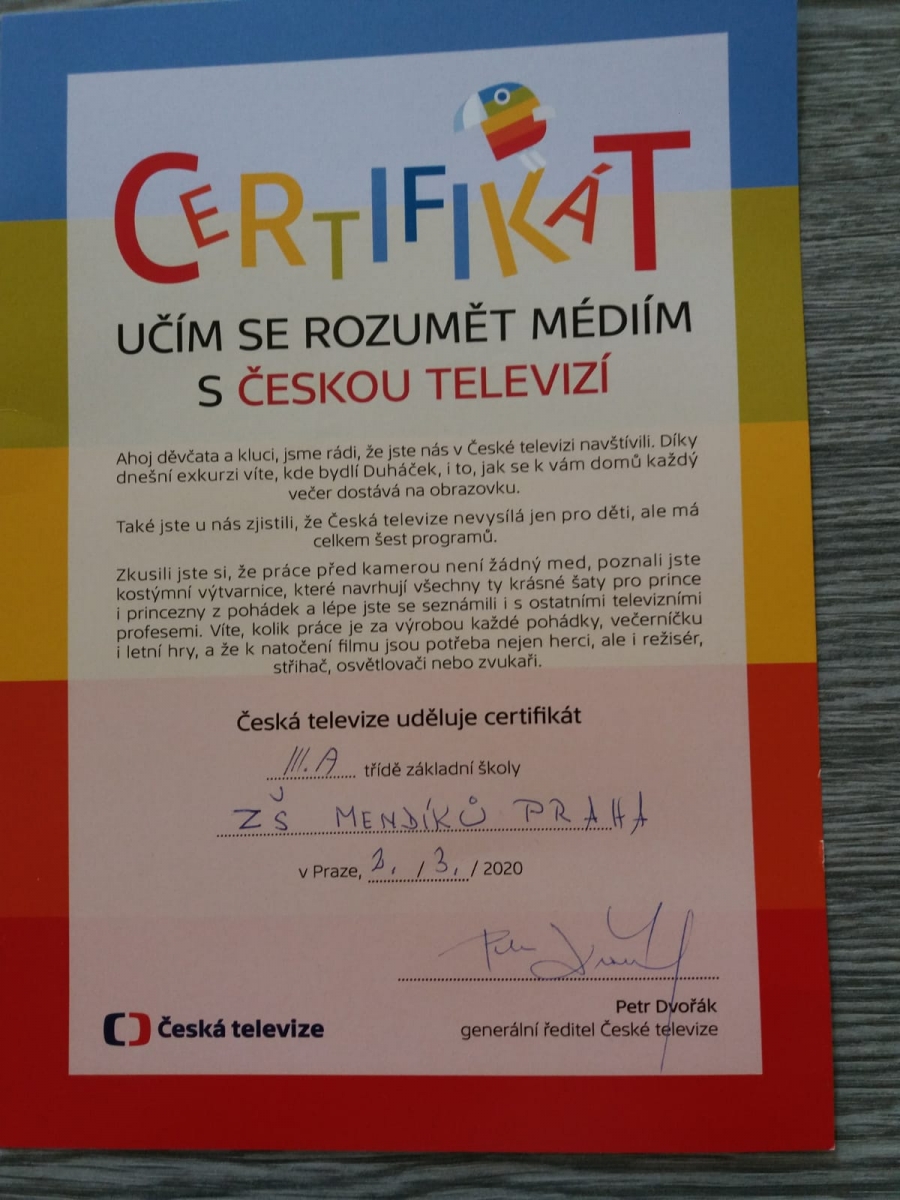 CERTIFIKÁT
UČÍM SE ROZUMĚT MÉDIÍM
S ČESKOU TELEVIZÍ
Ahoj děvčata a kluci, jsme rádi, že jste nás v České televizi navštívili. Díky
dnešní exkurzi víte, kde bydlí Duháček, i to, jak se k vám domů každý
večer dostává na obrazovku.
Také jste u nás zjistili, že Česká televize nevysílá jen pro děti, ale má
celkem šest programů.
Zkusili jste si, že práce před kamerou není žádný med, poznali jste
kostýmní výtvarnice, které navrhují všechny ty krásné šaty pro prince
i princezny z pohádek a lépe jste se seznámili i s ostatními televizními
profesemi. Víte, kolik práce je za výrobou každé pohádky, večerníčku
i letní hry, a že k natočení filmu jsou potřeba nejen herci, ale i režisér,
střihač, osvětlovači nebo zvukaři.
Česká televize uděluje certifikát
III.A třídě základní školy
ZŠ MENDÍKŮ PRAHA
v Praze, 2. / 3. / 2020
Petr Dvořák
generální ředitel České televize
Česká televize